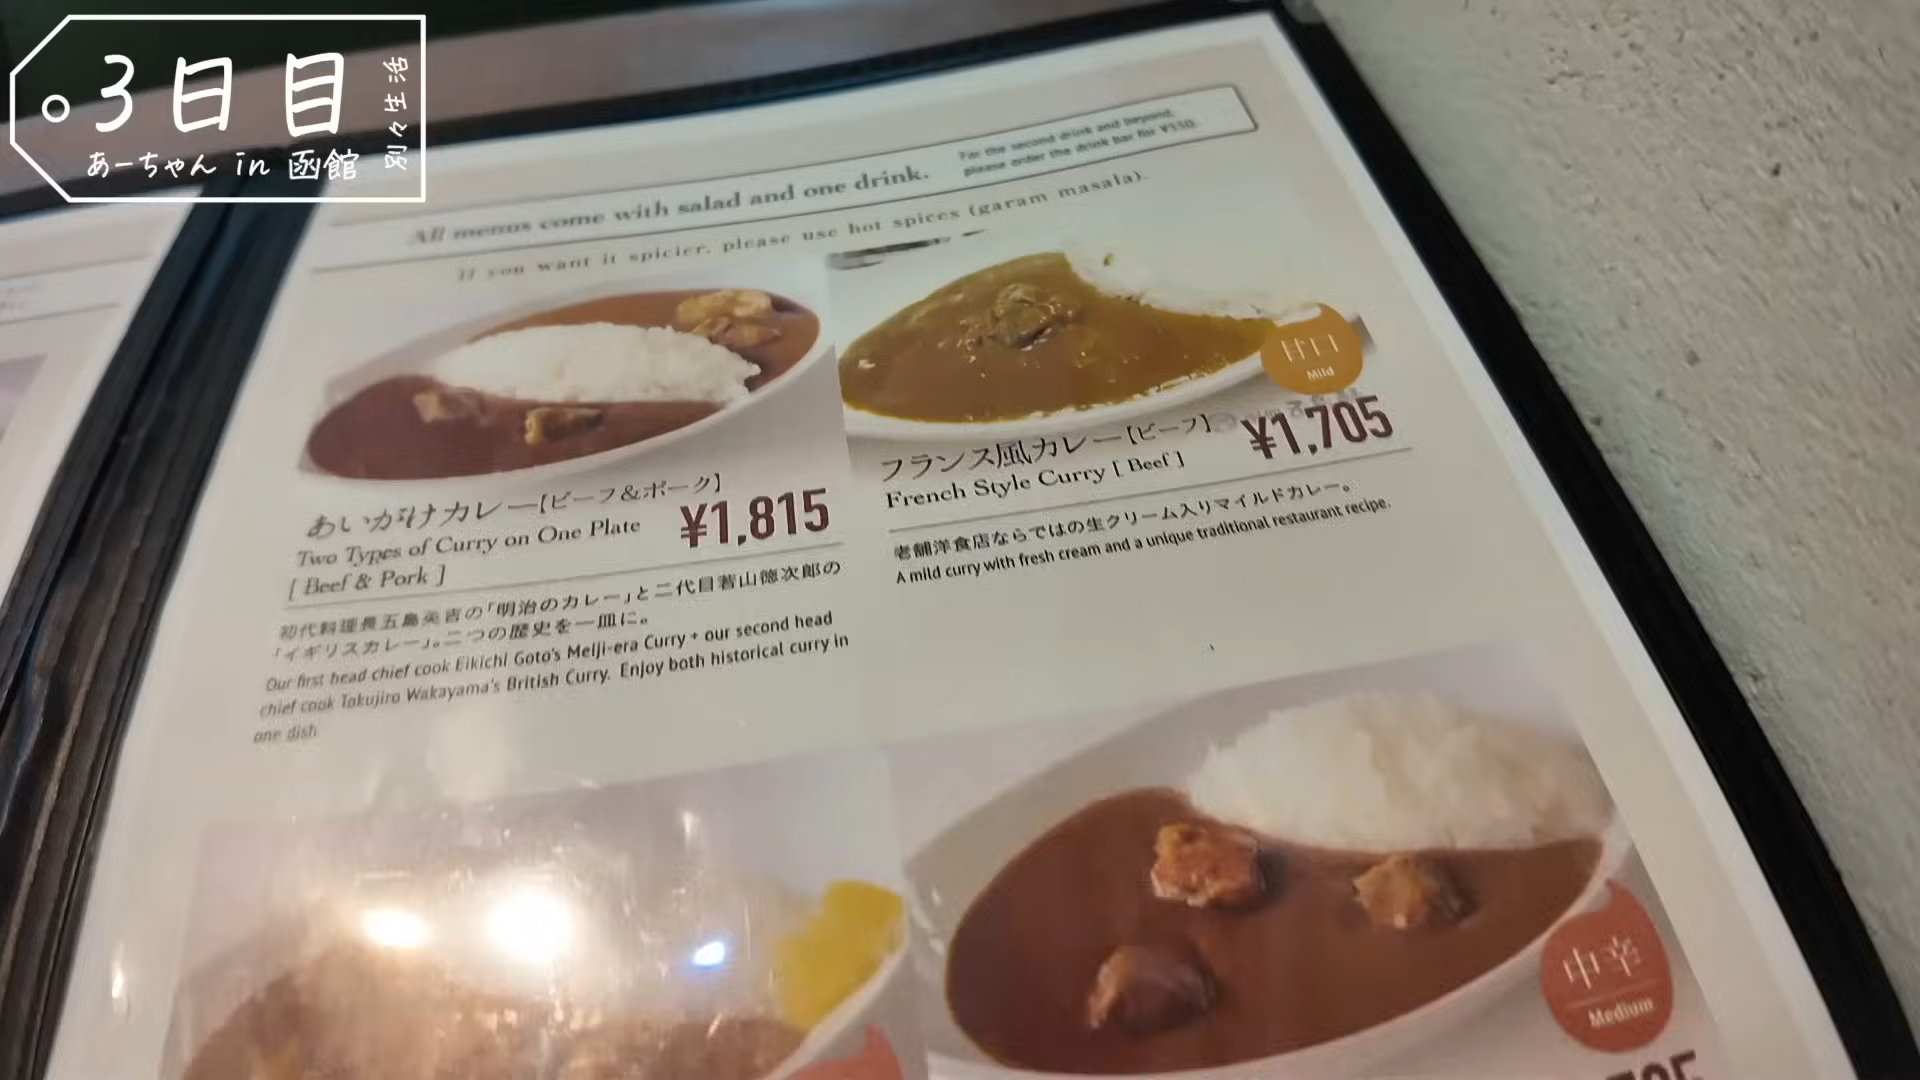 3日目
あーちゃん in 函館
別々生活
All menus come with salad and one drink.
For the second drink and beyond,
please order the drink bar for ¥550.
If you want it spicier, please use hot spices (garam masala).
あいがけカレー【ビーフ&ポーク】
Two Types of Curry on One Plate
[ Beef & Pork ]
¥1,815
初代料理長五島英吉の「明治のカレー」と二代目若山徳次郎の
「イギリスカレー」。二つの歴史を一皿に。
Our first head chief cook Eikichi Goto's Meiji-era Curry + our second head
chief cook Tokujiro Wakayama's British Curry. Enjoy both historical curry in
one dish
甘口
Mild
フランス風カレー【ビーフ】
French Style Curry [ Beef ]
¥1,705
老舗洋食店ならではの生クリーム入りマイルドカレー。
A mild curry with fresh cream and a unique traditional restaurant recipe.
中辛
Medium